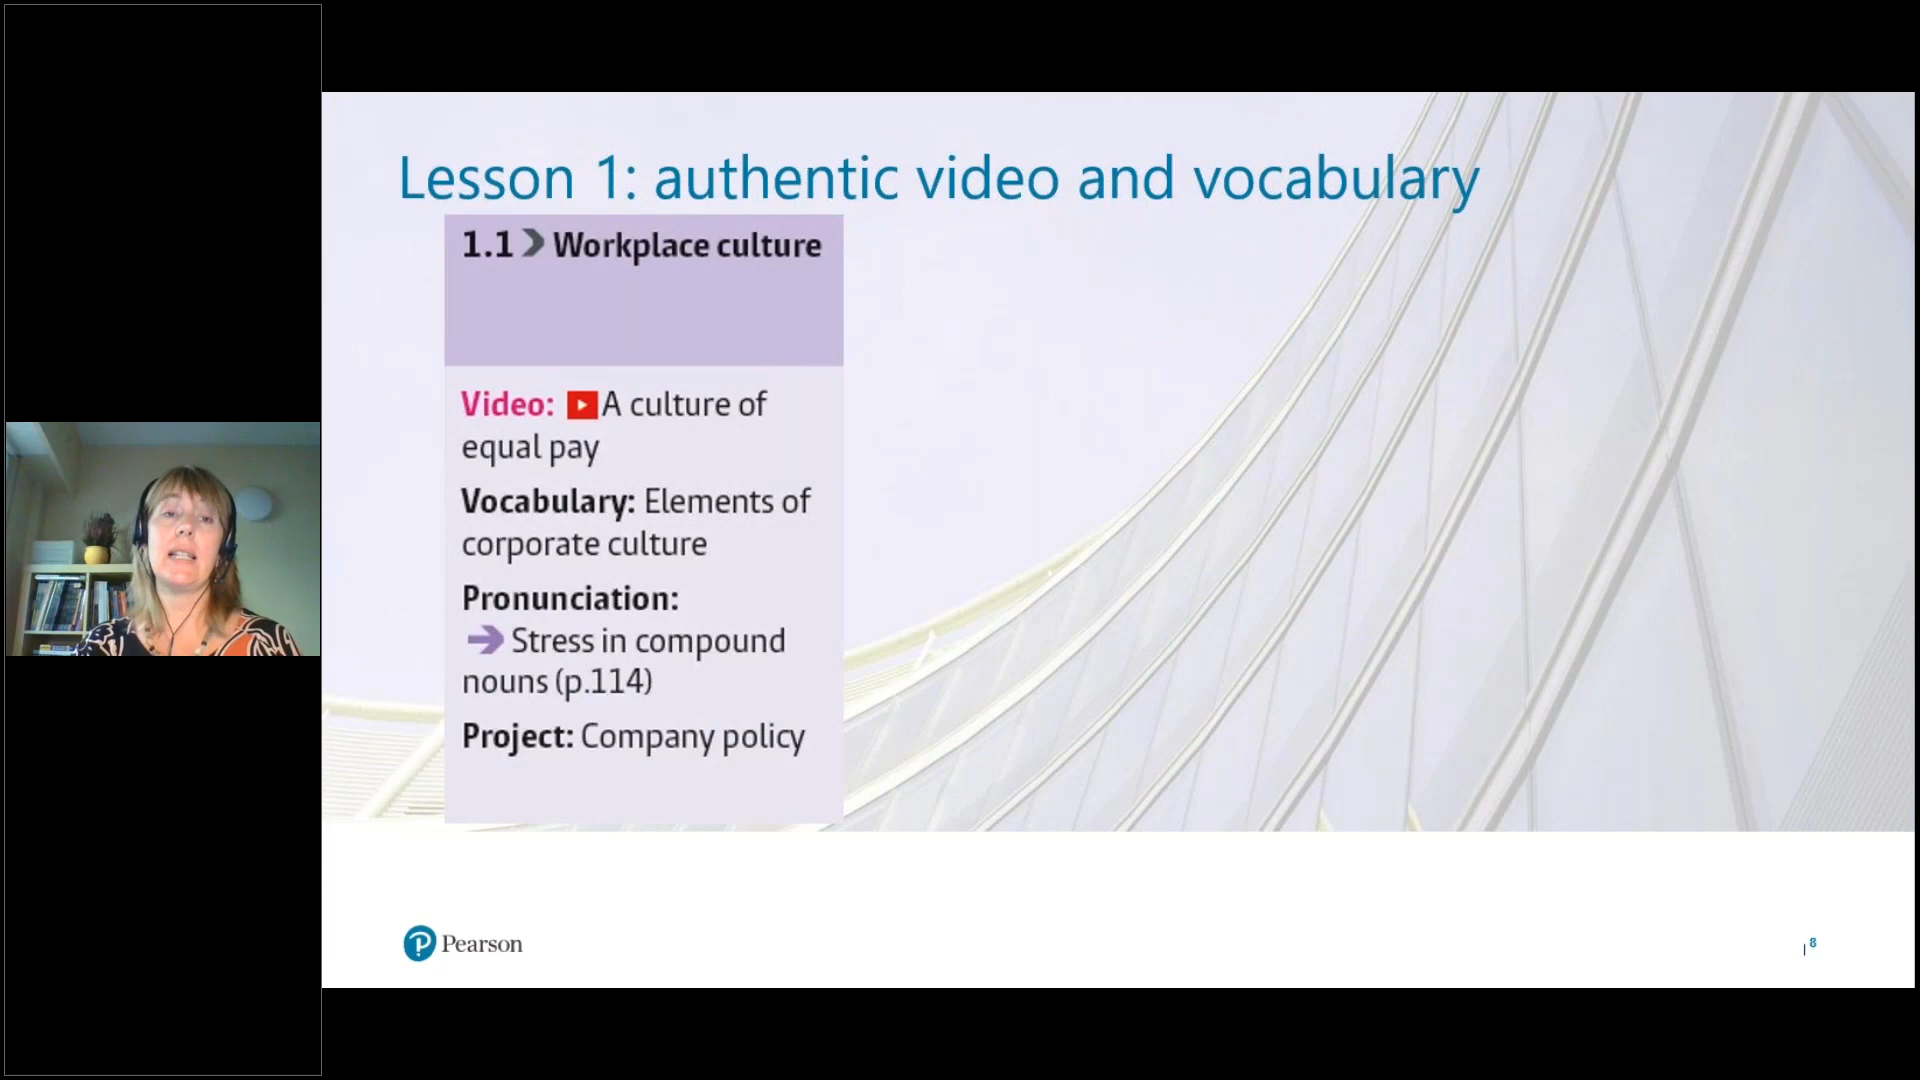 Lesson 1: authentic video and vocabulary
1.1 Workplace culture
Video: A culture of
equal pay
Vocabulary: Elements of
corporate culture
Pronunciation:
→ Stress in compound
nouns (p.114)
Project: Company policy
Pearson
| 8